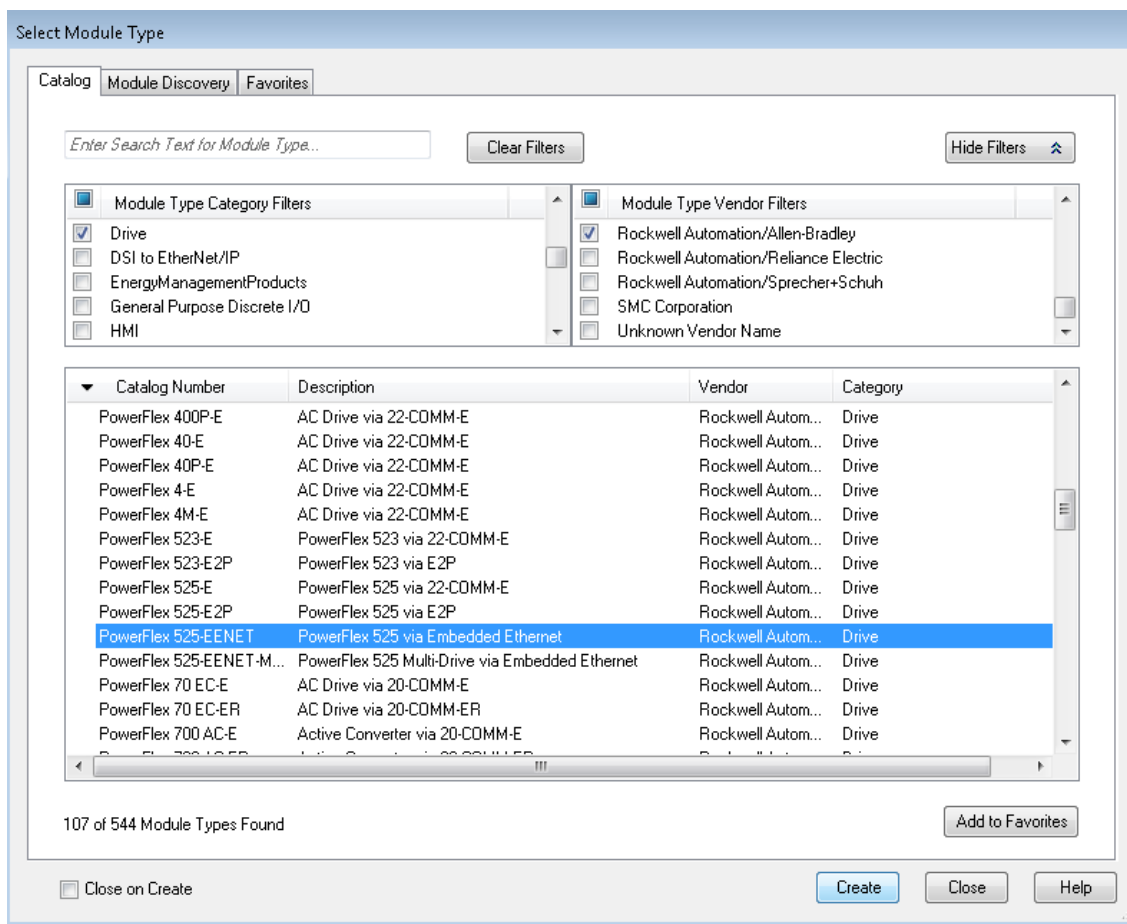 Select Module Type
Catalog Module Discovery Favorites
Enter Search Text for Module Type... Clear Filters Hide Filters
Module Type Category Filters Module Type Vendor Filters
Drive Rockwell Automation/Allen-Bradley
DSI to EtherNet/IP Rockwell Automation/Reliance Electric
EnergyManagementProducts Rockwell Automation/Sprecher+Schuh
General Purpose Discrete I/O SMC Corporation
HMI Unknown Vendor Name
Catalog Number Description Vendor Category
PowerFlex 400P-E AC Drive via 22-COMM-E Rockwell Autom... Drive
PowerFlex 40-E AC Drive via 22-COMM-E Rockwell Autom... Drive
PowerFlex 40P-E AC Drive via 22-COMM-E Rockwell Autom... Drive
PowerFlex 4-E AC Drive via 22-COMM-E Rockwell Autom... Drive
PowerFlex 4M-E AC Drive via 22-COMM-E Rockwell Autom... Drive
PowerFlex 523-E PowerFlex 523 via 22-COMM-E Rockwell Autom... Drive
PowerFlex 523-E2P PowerFlex 523 via E2P Rockwell Autom... Drive
PowerFlex 525-E PowerFlex 525 via 22-COMM-E Rockwell Autom... Drive
PowerFlex 525-E2P PowerFlex 525 via E2P Rockwell Autom... Drive
PowerFlex 525-EENET PowerFlex 525 via Embedded Ethernet Rockwell Autom... Drive
PowerFlex 525-EENET-M... PowerFlex 525 Multi-Drive via Embedded Ethernet Rockwell Autom... Drive
PowerFlex 70 EC-E AC Drive via 20-COMM-E Rockwell Autom... Drive
PowerFlex 70 EC-ER AC Drive via 20-COMM-ER Rockwell Autom... Drive
PowerFlex 700 AC-E Active Converter via 20-COMM-E Rockwell Autom... Drive
107 of 544 Module Types Found Add to Favorites
Close on Create Create Close Help